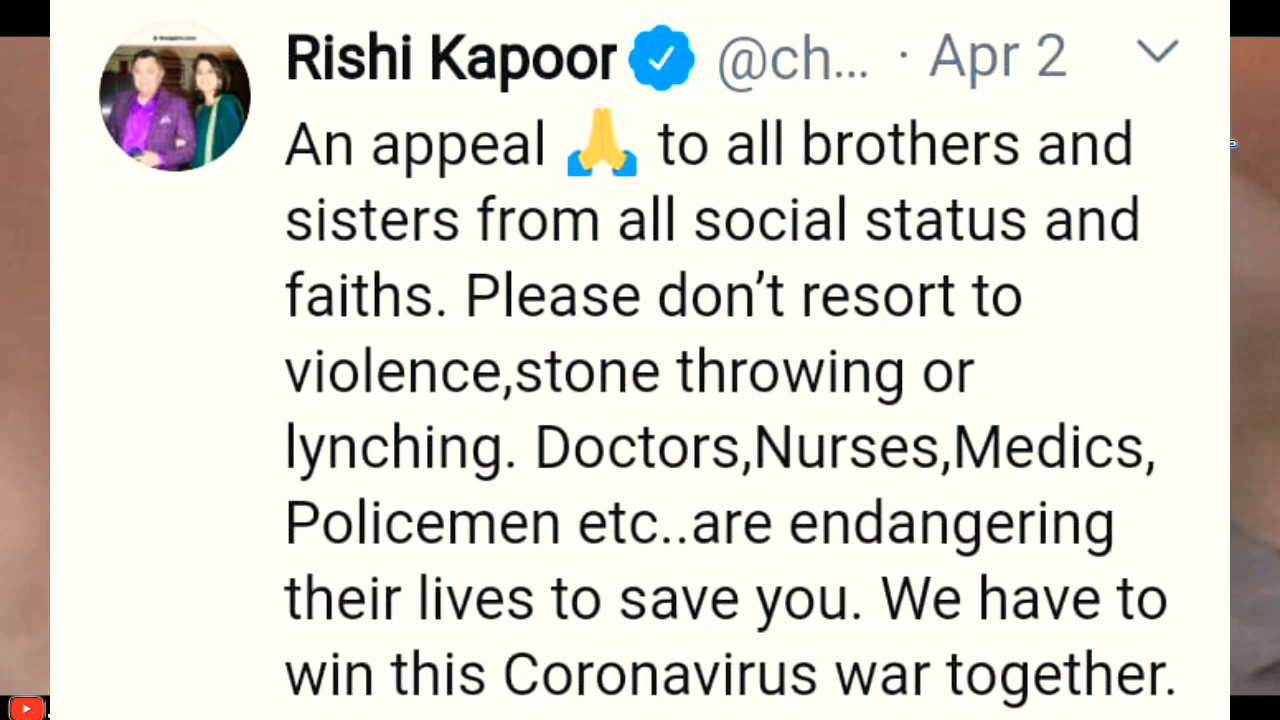 Rishi Kapoor @ch... · Apr 2
An appeal 🙏 to all brothers and
sisters from all social status and
faiths. Please don’t resort to
violence,stone throwing or
lynching. Doctors,Nurses,Medics,
Policemen etc..are endangering
their lives to save you. We have to
win this Coronavirus war together.